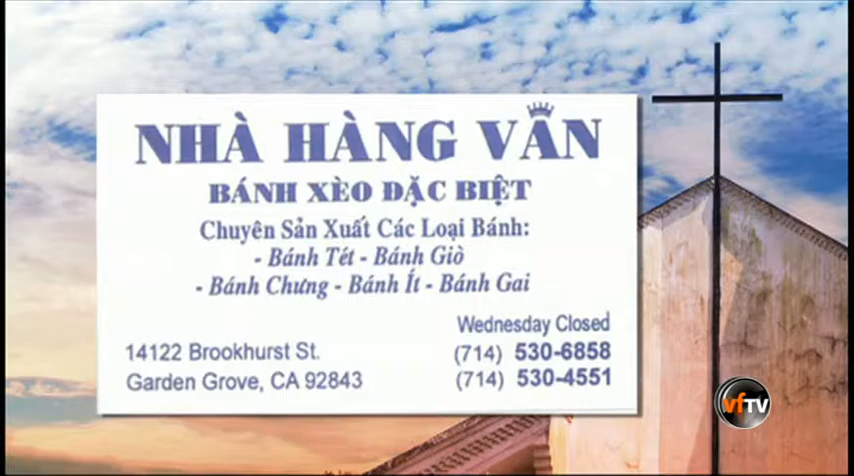 NHÀ HÀNG VÂN
BÁNH XÈO ĐẶC BIỆT
Chuyên Sản Xuất Các Loại Bánh:
- Bánh Tét - Bánh Giò
- Bánh Chưng - Bánh Ít - Bánh Gai
Wednesday Closed
14122 Brookhurst St. (714) 530-6858
Garden Grove, CA 92843 (714) 530-4551
vfTV